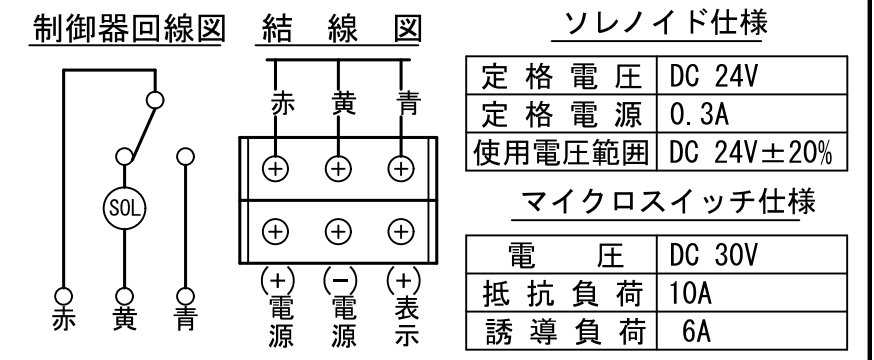 制御器回線図
SOL
赤 黄 青
結線図
赤 黄 青
(+)電源 (-)電源 (+)表示
ソレノイド仕様
定格電圧 DC 24V
定格電源 0.3A
使用電圧範囲 DC 24V±20%
マイクロスイッチ仕様
電圧 DC 30V
抵抗負荷 10A
誘導負荷 6A